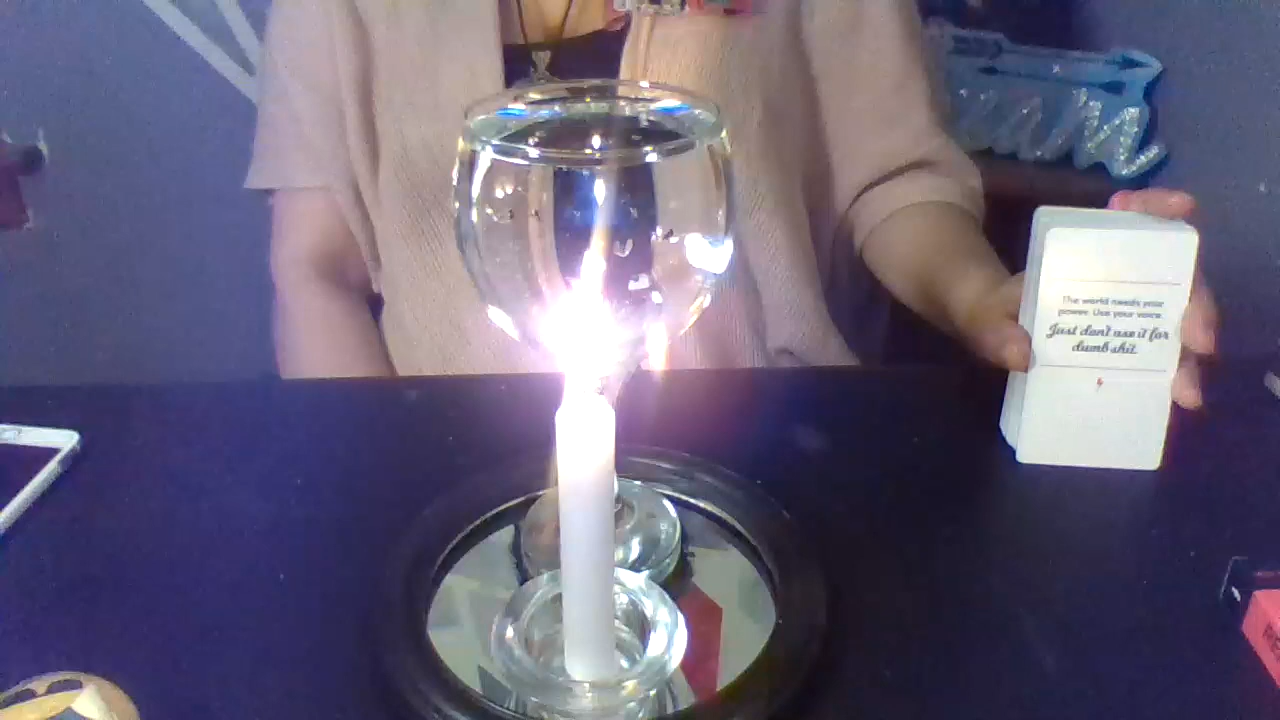 The world needs your
power. Use your voice.
Just don't use it for
dumb shit.